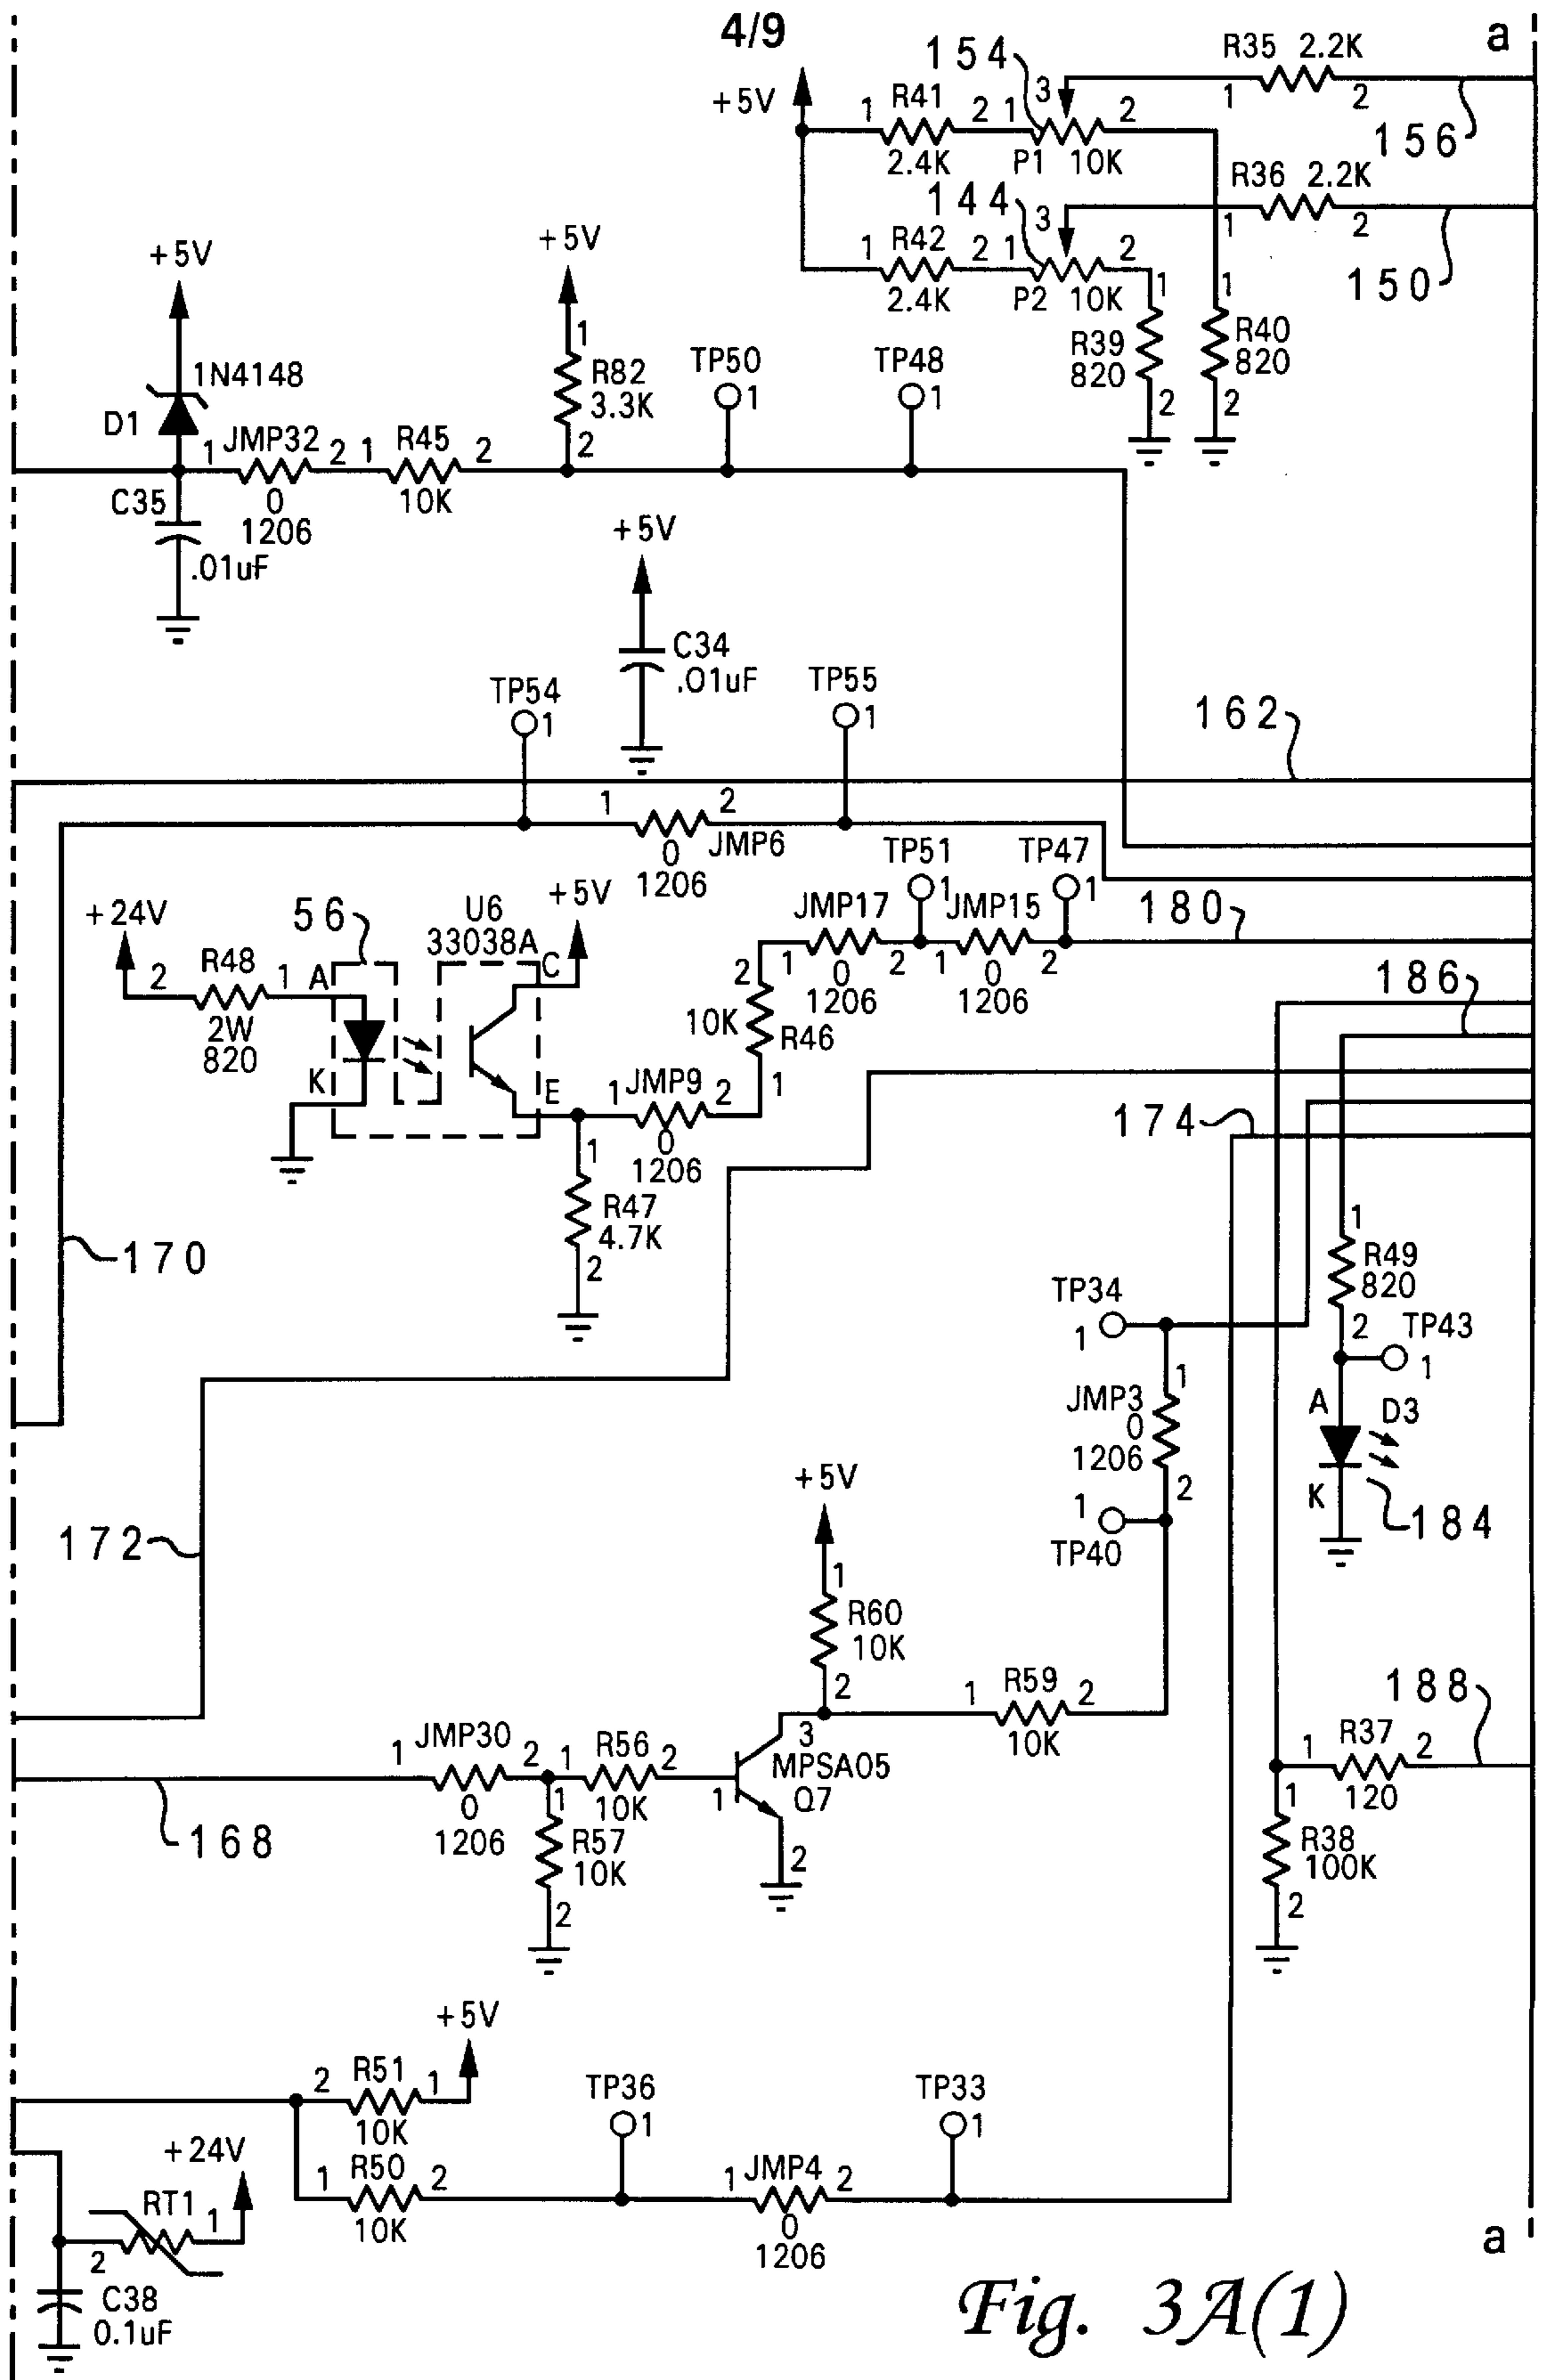 4/9
a
+5V
1 R41 2
2.4K
154
1 3 2
P1 10K
R35 2.2K
1 2
156
1 R42 2
2.4K
144
1 3 2
P2 10K
R36 2.2K
1 2
150
1
R39
820
2
1
R40
820
2
+5V
1N4148
D1
1 JMP32 2
0
1206
1 R45 2
10K
C35
.01uF
+5V
1
R82
3.3K
2
TP50
1
TP48
1
+5V
C34
.01uF
TP54
1
TP55
1
162
1 2
0 JMP6
1206
+24V
2 R48 1
2W
820
56
A
K
U6
33038A
+5V
C
E
1 JMP9 2
0
1206
1
R47
4.7K
2
2
10K
R46
1
JMP17
1 0 2
1206
TP51
1
JMP15
1 0 2
1206
TP47
1
180
186
174
170
172
TP34
1
1
JMP3
0
1206
2
1
TP40
1
R49
820
2
TP43
1
A D3
K
184
+5V
1
R60
10K
2
1 R59 2
10K
188
1 R37 2
120
1
R38
100K
2
168
1 JMP30 2
0
1206
1 R56 2
10K
1
R57
10K
2
3
MPSA05
1 Q7
2
+5V
2 R51 1
10K
1 R50 2
10K
TP36
1
1 JMP4 2
0
1206
TP33
1
+24V
RT1 1
2
C38
0.1uF
a
Fig. 3A(1)